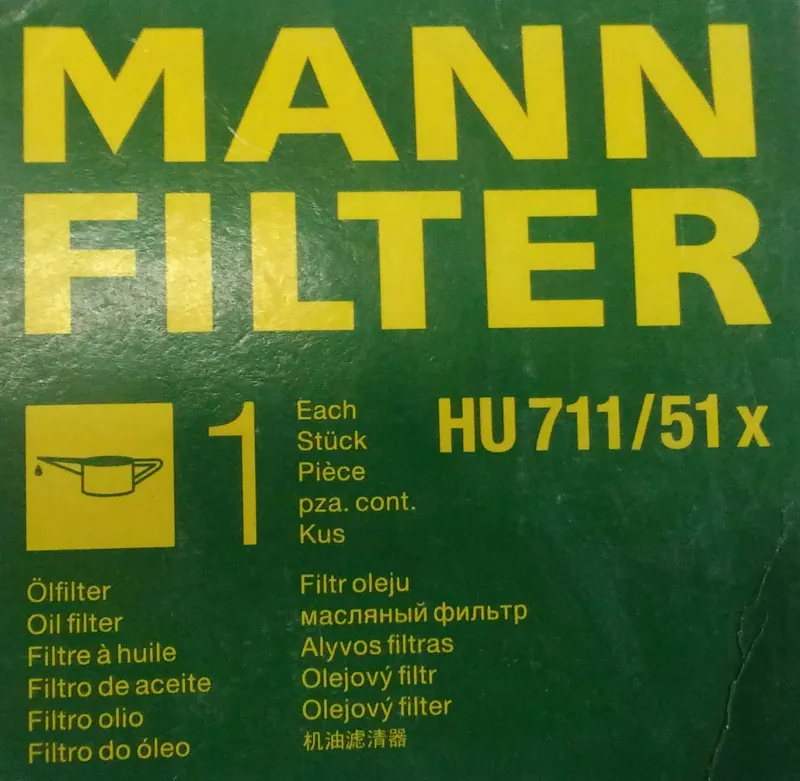 MANN
FILTER
1
Each
Stück
Pièce
pza. cont.
Kus
HU 711/51 x
Ölfilter
Oil filter
Filtre à huile
Filtro de aceite
Filtro olio
Filtro do óleo
Filtr oleju
масляный фильтр
Alyvos filtras
Olejový filtr
Olejový filter
机油滤清器